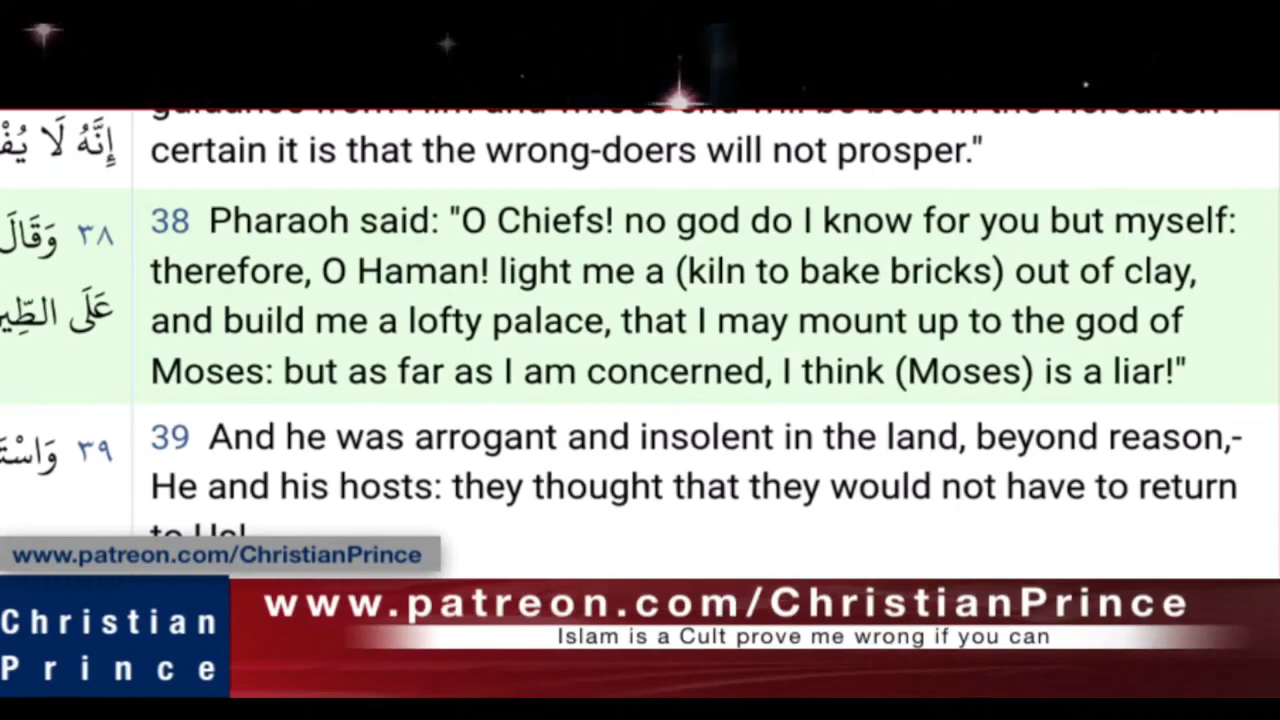 certain it is that the wrong-doers will not prosper."
إِنَّهُ لَا
38 Pharaoh said: "O Chiefs! no god do I know for you but myself:
therefore, O Haman! light me a (kiln to bake bricks) out of clay,
and build me a lofty palace, that I may mount up to the god of
Moses: but as far as I am concerned, I think (Moses) is a liar!"
٣٨ وَقَالَ
عَلَى
39 And he was arrogant and insolent in the land, beyond reason,-
He and his hosts: they thought that they would not have to return
to Us!
٣٩
www.patreon.com/ChristianPrince
Christian
Prince
www.patreon.com/ChristianPrince
Islam is a Cult prove me wrong if you can